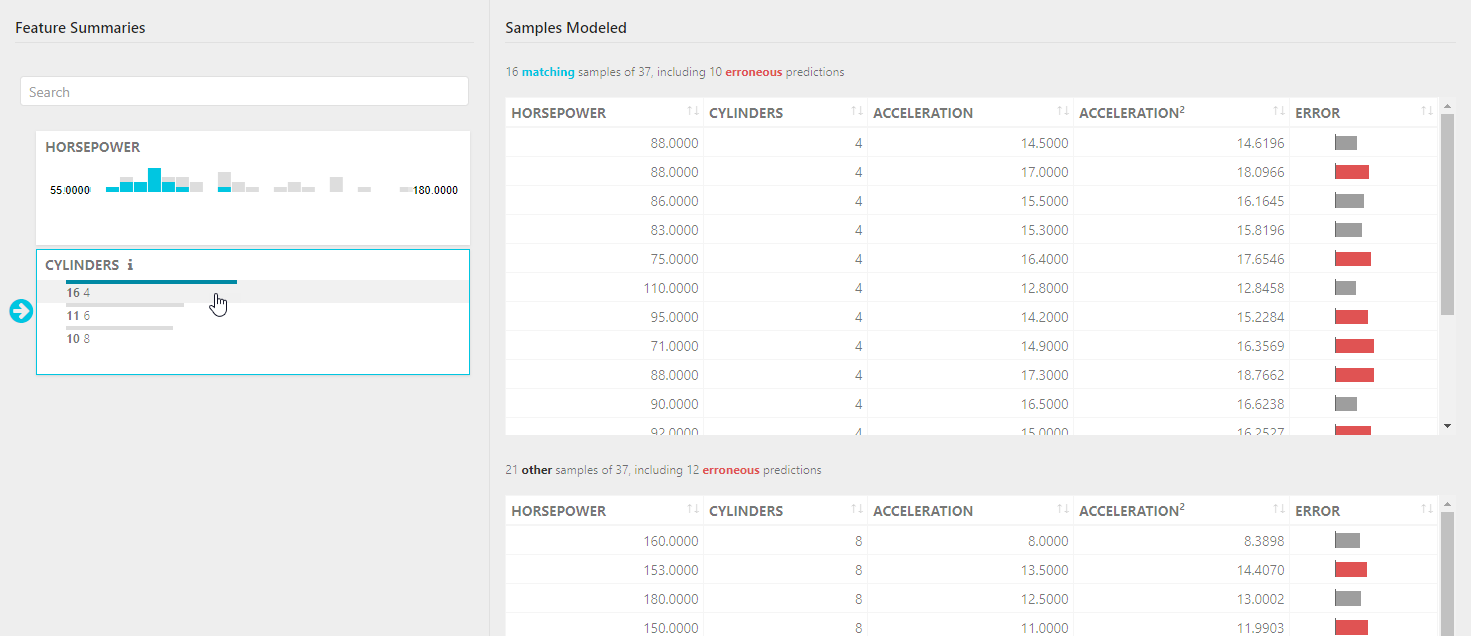 Feature Summaries
Search
HORSEPOWER
55.0000 180.0000
CYLINDERS i
16 4
11 6
10 8
Samples Modeled
16 matching samples of 37, including 10 erroneous predictions
HORSEPOWER CYLINDERS ACCELERATION ACCELERATION² ERROR
88.0000 4 14.5000 14.6196
88.0000 4 17.0000 18.0966
86.0000 4 15.5000 16.1645
83.0000 4 15.3000 15.8196
75.0000 4 16.4000 17.6546
110.0000 4 12.8000 12.8458
95.0000 4 14.2000 15.2284
71.0000 4 14.9000 16.3569
88.0000 4 17.3000 18.7662
90.0000 4 16.5000 16.6238
92.0000 4 15.0000 16.2527
21 other samples of 37, including 12 erroneous predictions
HORSEPOWER CYLINDERS ACCELERATION ACCELERATION² ERROR
160.0000 8 8.0000 8.3898
153.0000 8 13.5000 14.4070
180.0000 8 12.5000 13.0002
150.0000 8 11.0000 11.9903